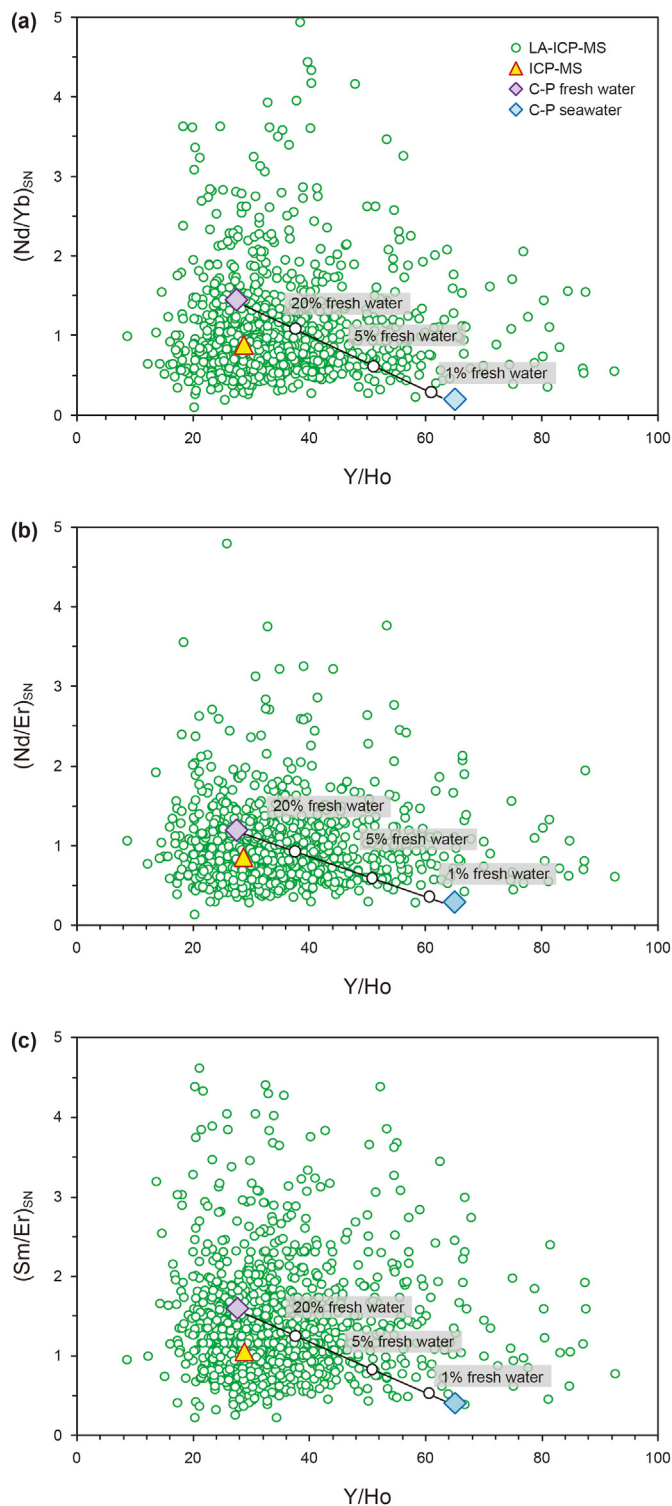 (a)
5
4
3
2
1
0
(Nd/Yb)SN
LA-ICP-MS
ICP-MS
C-P fresh water
C-P seawater
20% fresh water
5% fresh water
1% fresh water
0 20 40 60 80 100
Y/Ho
(b)
5
4
3
2
1
0
(Nd/Er)SN
20% fresh water
5% fresh water
1% fresh water
0 20 40 60 80 100
Y/Ho
(c)
5
4
3
2
1
0
(Sm/Er)SN
20% fresh water
5% fresh water
1% fresh water
0 20 40 60 80 100
Y/Ho